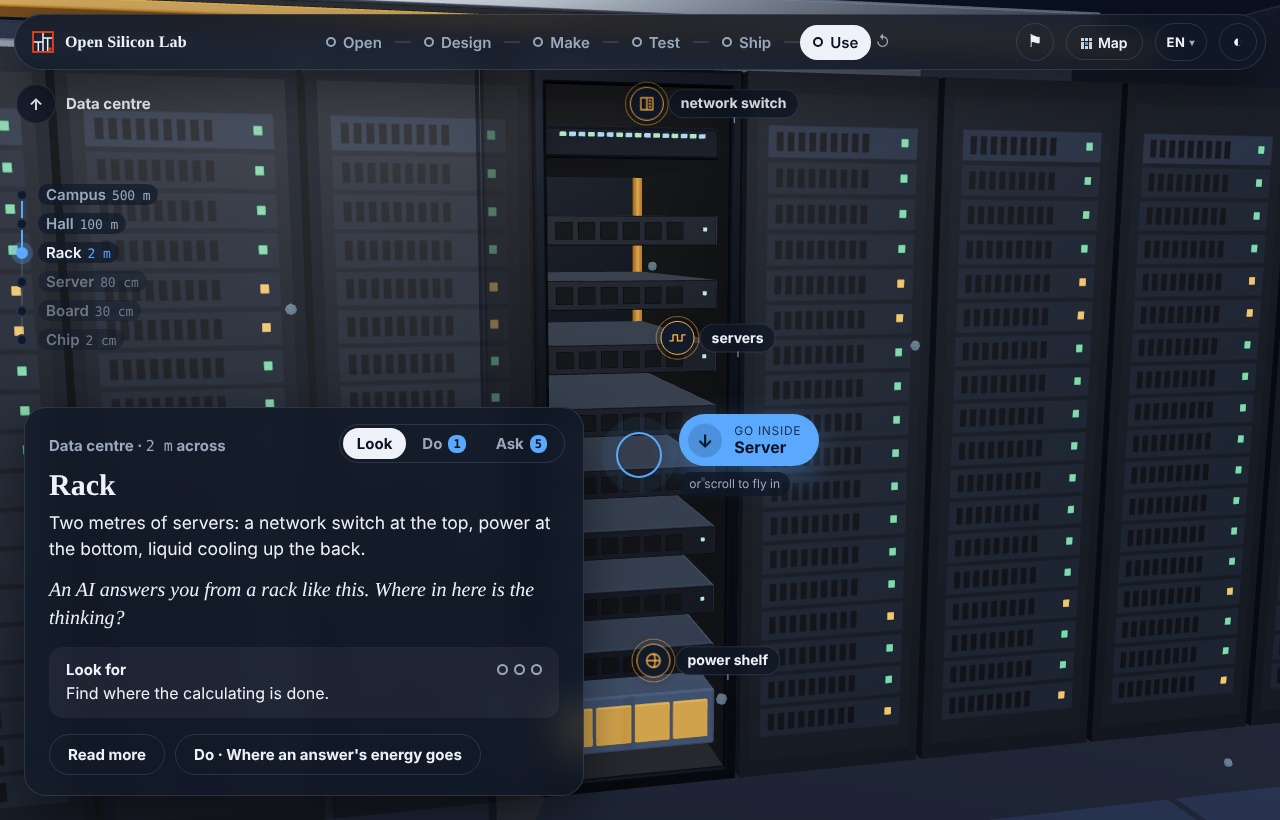 Open Silicon Lab
Open
Design
Make
Test
Ship
Use
Map
EN
Data centre
network switch
Campus 500 m
Hall 100 m
Rack 2 m
Server 80 cm
Board 30 cm
Chip 2 cm
servers
GO INSIDE
Server
or scroll to fly in
Data centre · 2 m across
Look
Do 1
Ask 5
Rack
Two metres of servers: a network switch at the top, power at
the bottom, liquid cooling up the back.
An AI answers you from a rack like this. Where in here is the
thinking?
Look for
Find where the calculating is done.
power shelf
Read more
Do · Where an answer's energy goes